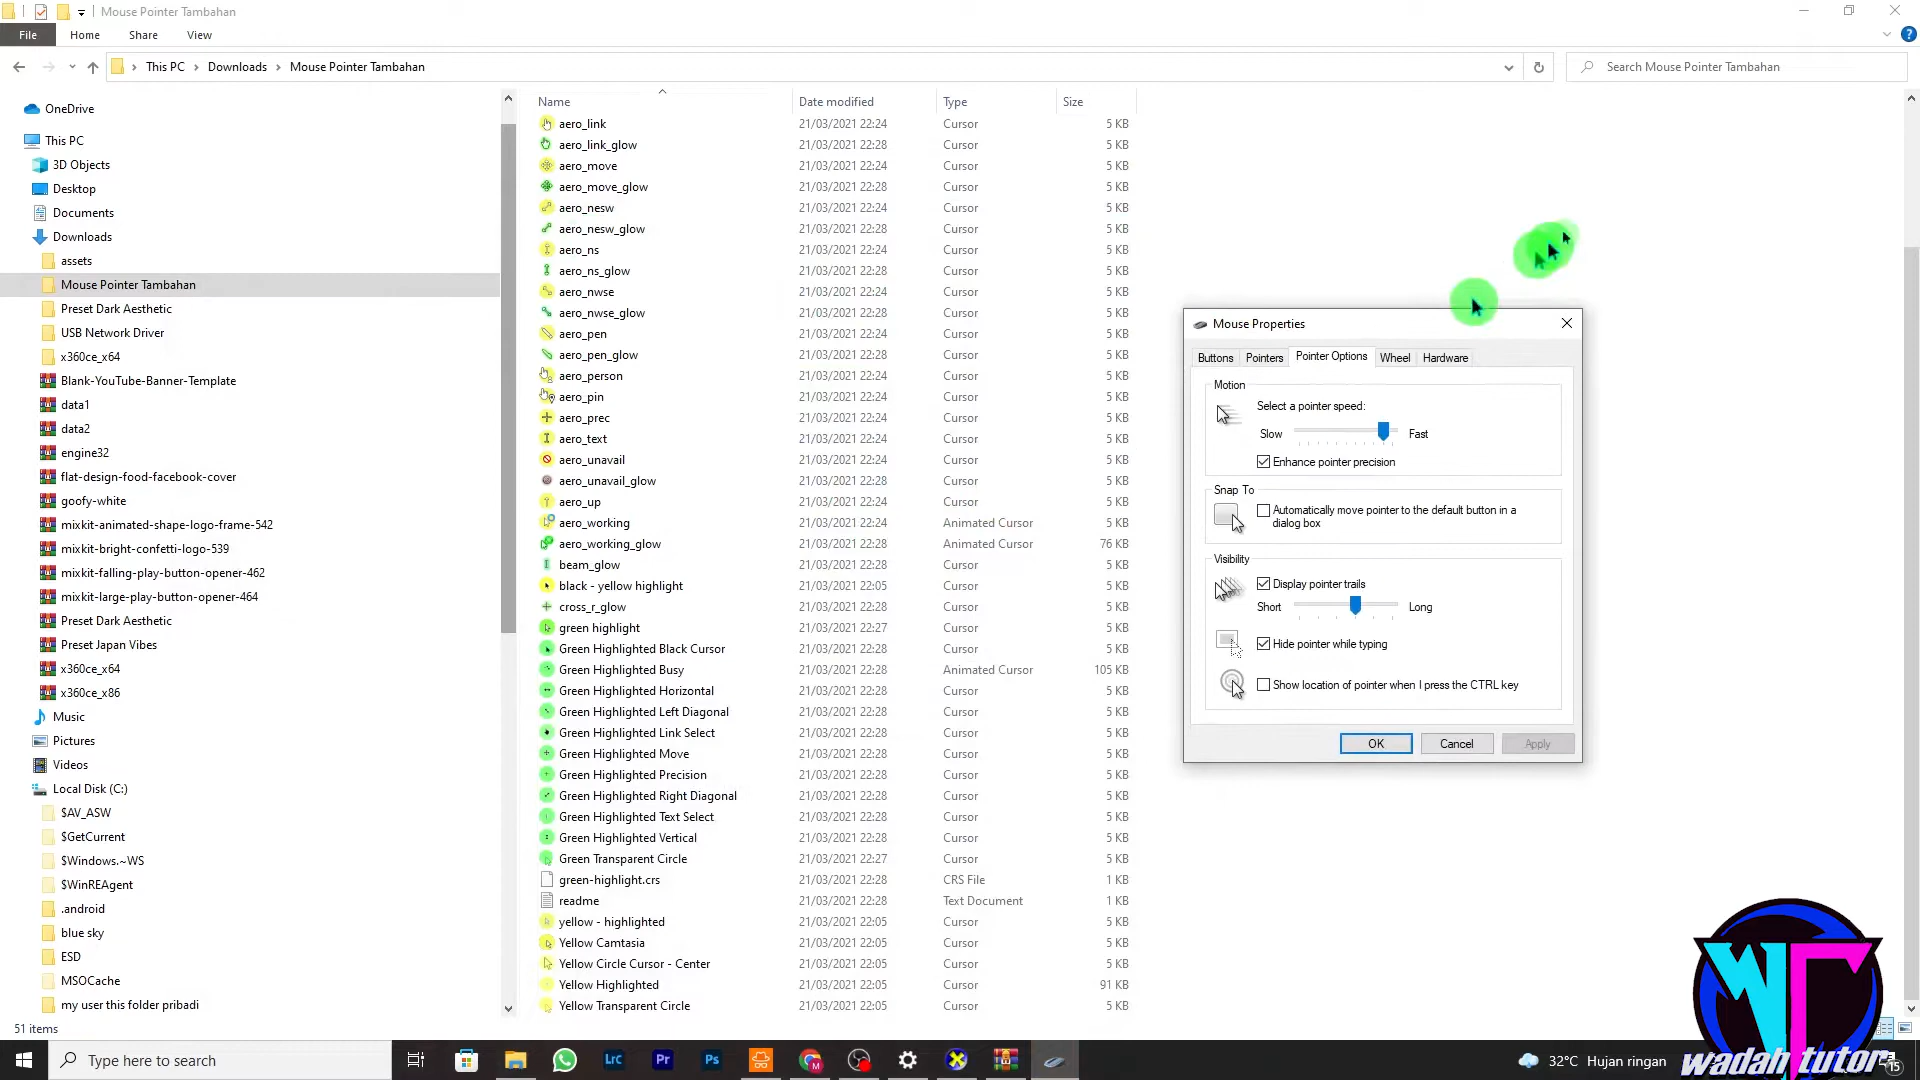 Mouse Pointer Tambahan
File Home Share View
This PC Downloads Mouse Pointer Tambahan
Search Mouse Pointer Tambahan
OneDrive
This PC
3D Objects
Desktop
Documents
Downloads
assets
Mouse Pointer Tambahan
Preset Dark Aesthetic
USB Network Driver
x360ce_x64
Blank-YouTube-Banner-Template
data1
data2
engine32
flat-design-food-facebook-cover
goofy-white
mixkit-animated-shape-logo-frame-542
mixkit-bright-confetti-logo-539
mixkit-falling-play-button-opener-462
mixkit-large-play-button-opener-464
Preset Dark Aesthetic
Preset Japan Vibes
x360ce_x64
x360ce_x86
Music
Pictures
Videos
Local Disk (C:)
$AV_ASW
$GetCurrent
$Windows.~WS
$WinREAgent
.android
blue sky
ESD
MSOCache
my user this folder pribadi
Name Date modified Type Size
aero_link 21/03/2021 22:24 Cursor 5 KB
aero_link_glow 21/03/2021 22:28 Cursor 5 KB
aero_move 21/03/2021 22:24 Cursor 5 KB
aero_move_glow 21/03/2021 22:28 Cursor 5 KB
aero_nesw 21/03/2021 22:24 Cursor 5 KB
aero_nesw_glow 21/03/2021 22:28 Cursor 5 KB
aero_ns 21/03/2021 22:24 Cursor 5 KB
aero_ns_glow 21/03/2021 22:28 Cursor 5 KB
aero_nwse 21/03/2021 22:24 Cursor 5 KB
aero_nwse_glow 21/03/2021 22:28 Cursor 5 KB
aero_pen 21/03/2021 22:24 Cursor 5 KB
aero_pen_glow 21/03/2021 22:28 Cursor 5 KB
aero_person 21/03/2021 22:24 Cursor 5 KB
aero_pin 21/03/2021 22:24 Cursor 5 KB
aero_prec 21/03/2021 22:24 Cursor 5 KB
aero_text 21/03/2021 22:24 Cursor 5 KB
aero_unavail 21/03/2021 22:24 Cursor 5 KB
aero_unavail_glow 21/03/2021 22:28 Cursor 5 KB
aero_up 21/03/2021 22:24 Cursor 5 KB
aero_working 21/03/2021 22:24 Animated Cursor 5 KB
aero_working_glow 21/03/2021 22:28 Animated Cursor 76 KB
beam_glow 21/03/2021 22:28 Cursor 5 KB
black - yellow highlight 21/03/2021 22:05 Cursor 5 KB
cross_r_glow 21/03/2021 22:28 Cursor 5 KB
green highlight 21/03/2021 22:27 Cursor 5 KB
Green Highlighted Black Cursor 21/03/2021 22:28 Cursor 5 KB
Green Highlighted Busy 21/03/2021 22:28 Animated Cursor 105 KB
Green Highlighted Horizontal 21/03/2021 22:28 Cursor 5 KB
Green Highlighted Left Diagonal 21/03/2021 22:28 Cursor 5 KB
Green Highlighted Link Select 21/03/2021 22:28 Cursor 5 KB
Green Highlighted Move 21/03/2021 22:28 Cursor 5 KB
Green Highlighted Precision 21/03/2021 22:28 Cursor 5 KB
Green Highlighted Right Diagonal 21/03/2021 22:28 Cursor 5 KB
Green Highlighted Text Select 21/03/2021 22:28 Cursor 5 KB
Green Highlighted Vertical 21/03/2021 22:28 Cursor 5 KB
Green Transparent Circle 21/03/2021 22:27 Cursor 5 KB
green-highlight.crs 21/03/2021 22:28 CRS File 1 KB
readme 21/03/2021 22:28 Text Document 1 KB
yellow - highlighted 21/03/2021 22:05 Cursor 5 KB
Yellow Camtasia 21/03/2021 22:05 Cursor 5 KB
Yellow Circle Cursor - Center 21/03/2021 22:05 Cursor 5 KB
Yellow Highlighted 21/03/2021 22:05 Cursor 91 KB
Yellow Transparent Circle 21/03/2021 22:05 Cursor 5 KB
Mouse Properties
Buttons Pointers Pointer Options Wheel Hardware
Motion
Select a pointer speed:
Slow Fast
Enhance pointer precision
Snap To
Automatically move pointer to the default button in a
dialog box
Visibility
Display pointer trails
Short Long
Hide pointer while typing
Show location of pointer when I press the CTRL key
OK Cancel Apply
51 items
Type here to search
Lrc Pr Ps M
32°C Hujan ringan
15
WT
wadah tutor